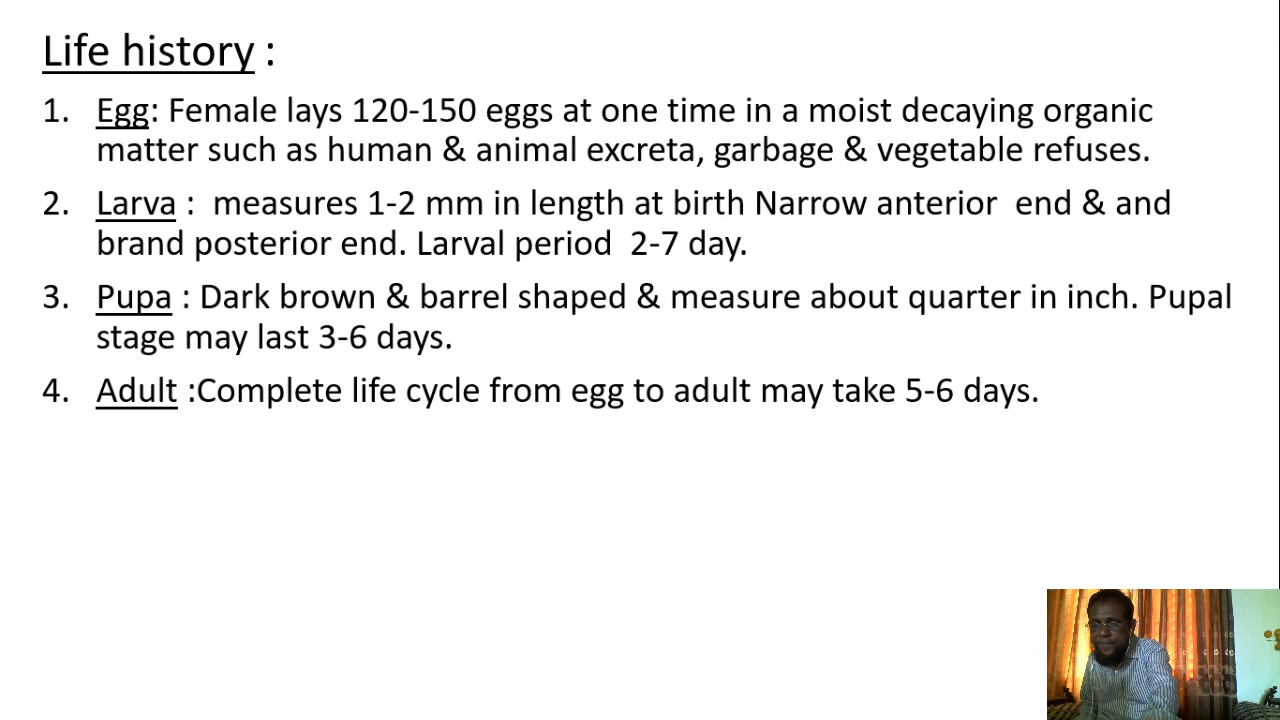 Life history :
1. Egg: Female lays 120-150 eggs at one time in a moist decaying organic
matter such as human & animal excreta, garbage & vegetable refuses.
2. Larva :  measures 1-2 mm in length at birth Narrow anterior  end & and
brand posterior end. Larval period  2-7 day.
3. Pupa : Dark brown & barrel shaped & measure about quarter in inch. Pupal
stage may last 3-6 days.
4. Adult :Complete life cycle from egg to adult may take 5-6 days.